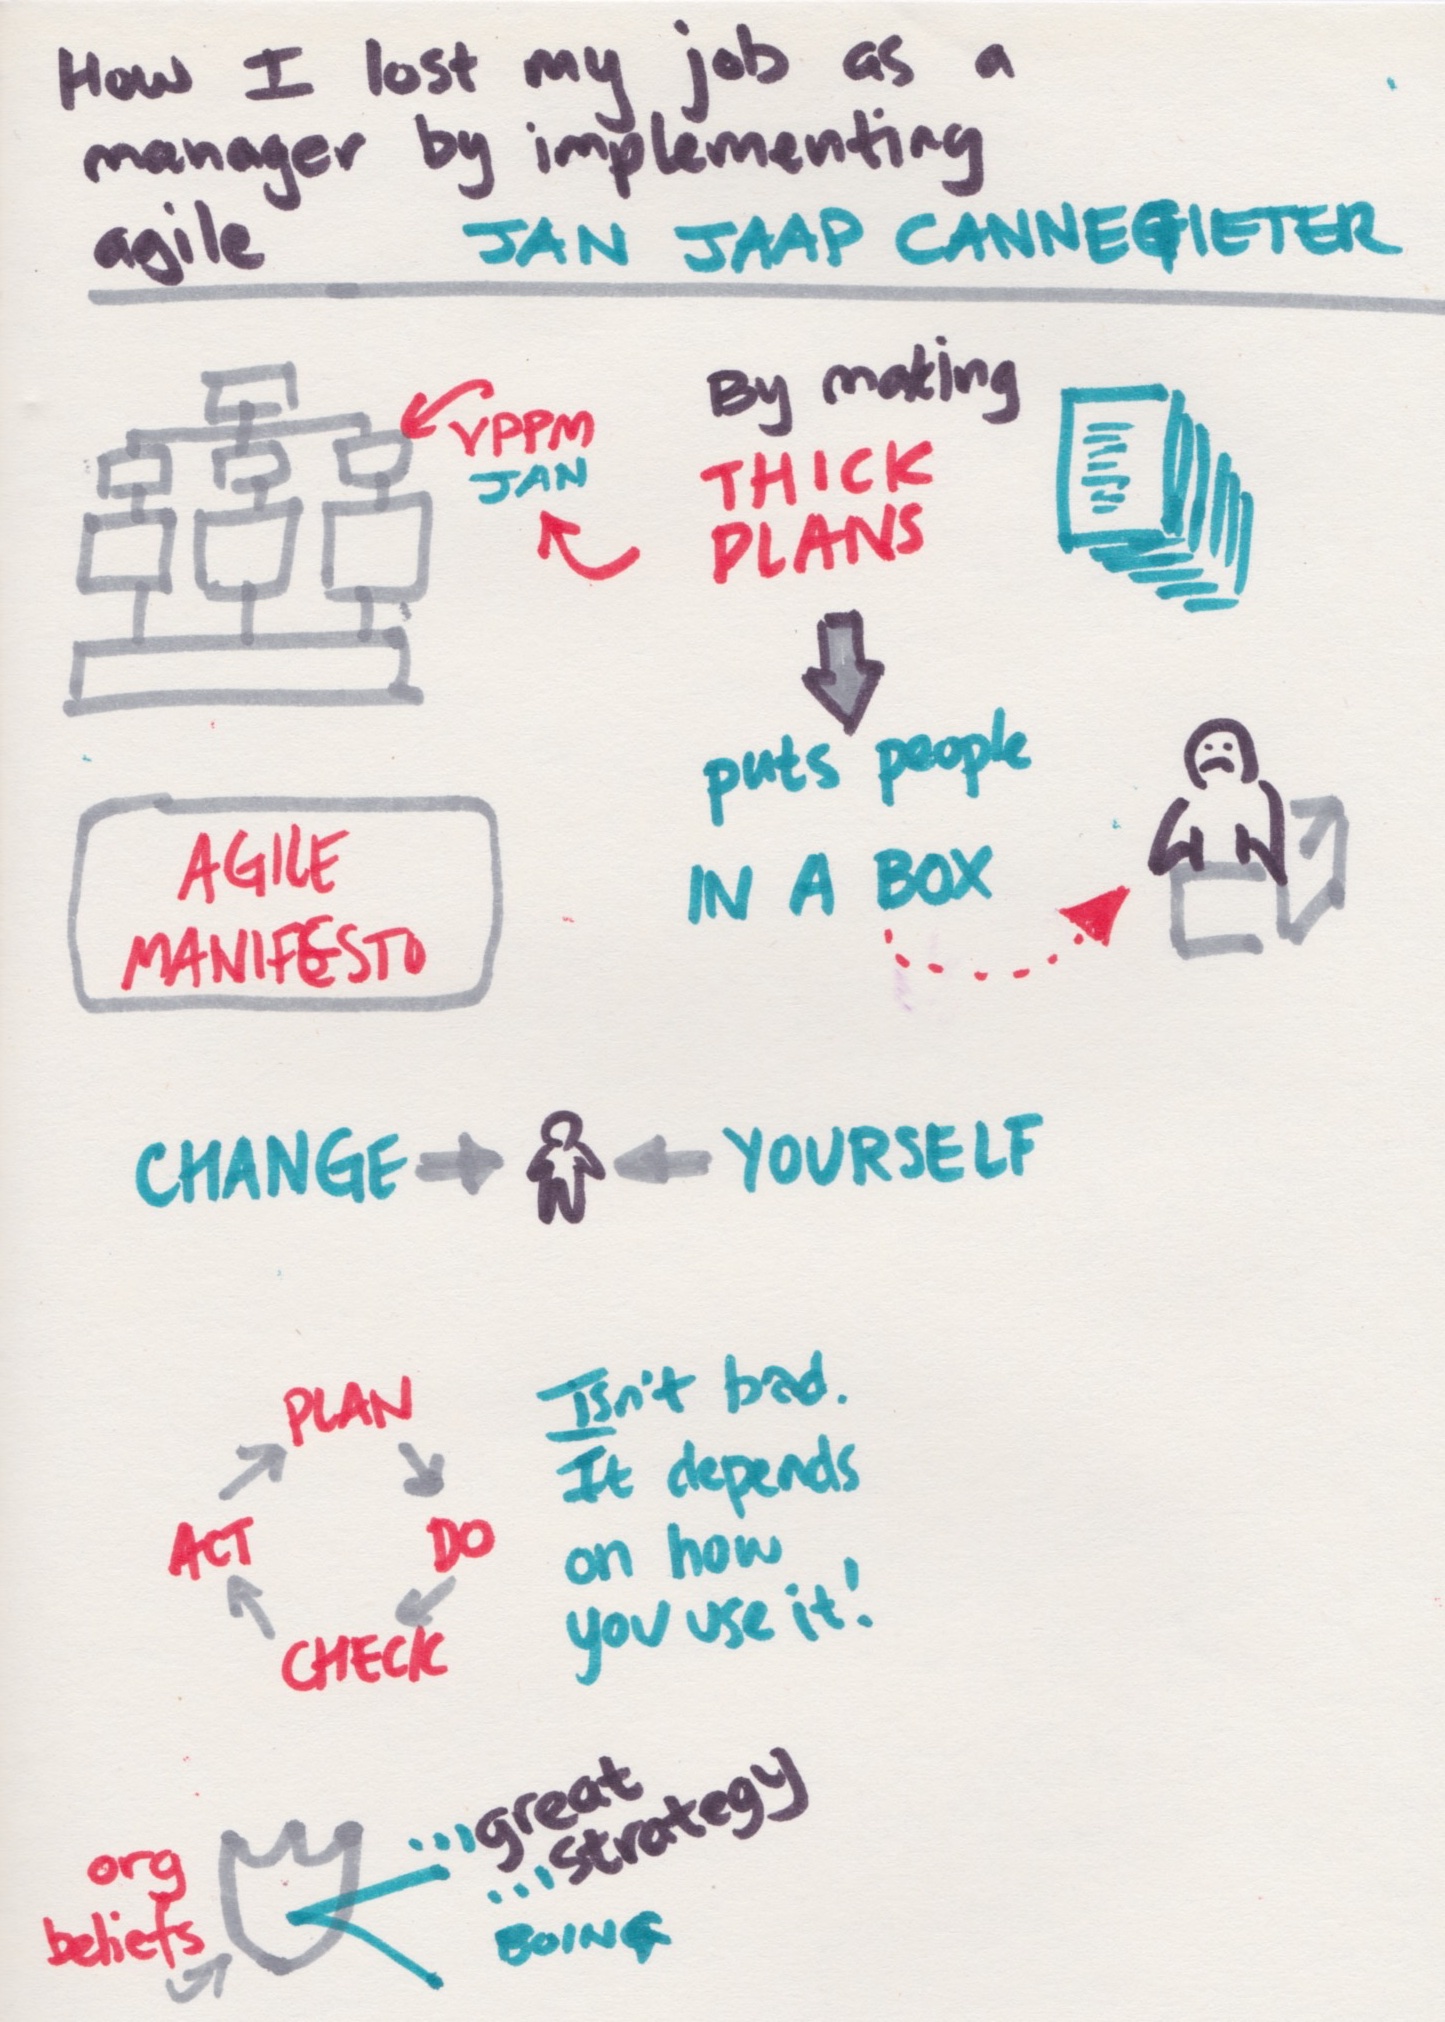 How I lost my job as a
manager by implementing
agile
JAN JAAP CANNEGIETER
VPPM
JAN
By making
THICK
PLANS
puts people
IN A BOX
AGILE
MANIFESTO
CHANGE
YOURSELF
PLAN
DO
CHECK
ACT
Isn't bad.
It depends
on how
you use it!
org
beliefs
...great
...strategy
BOING